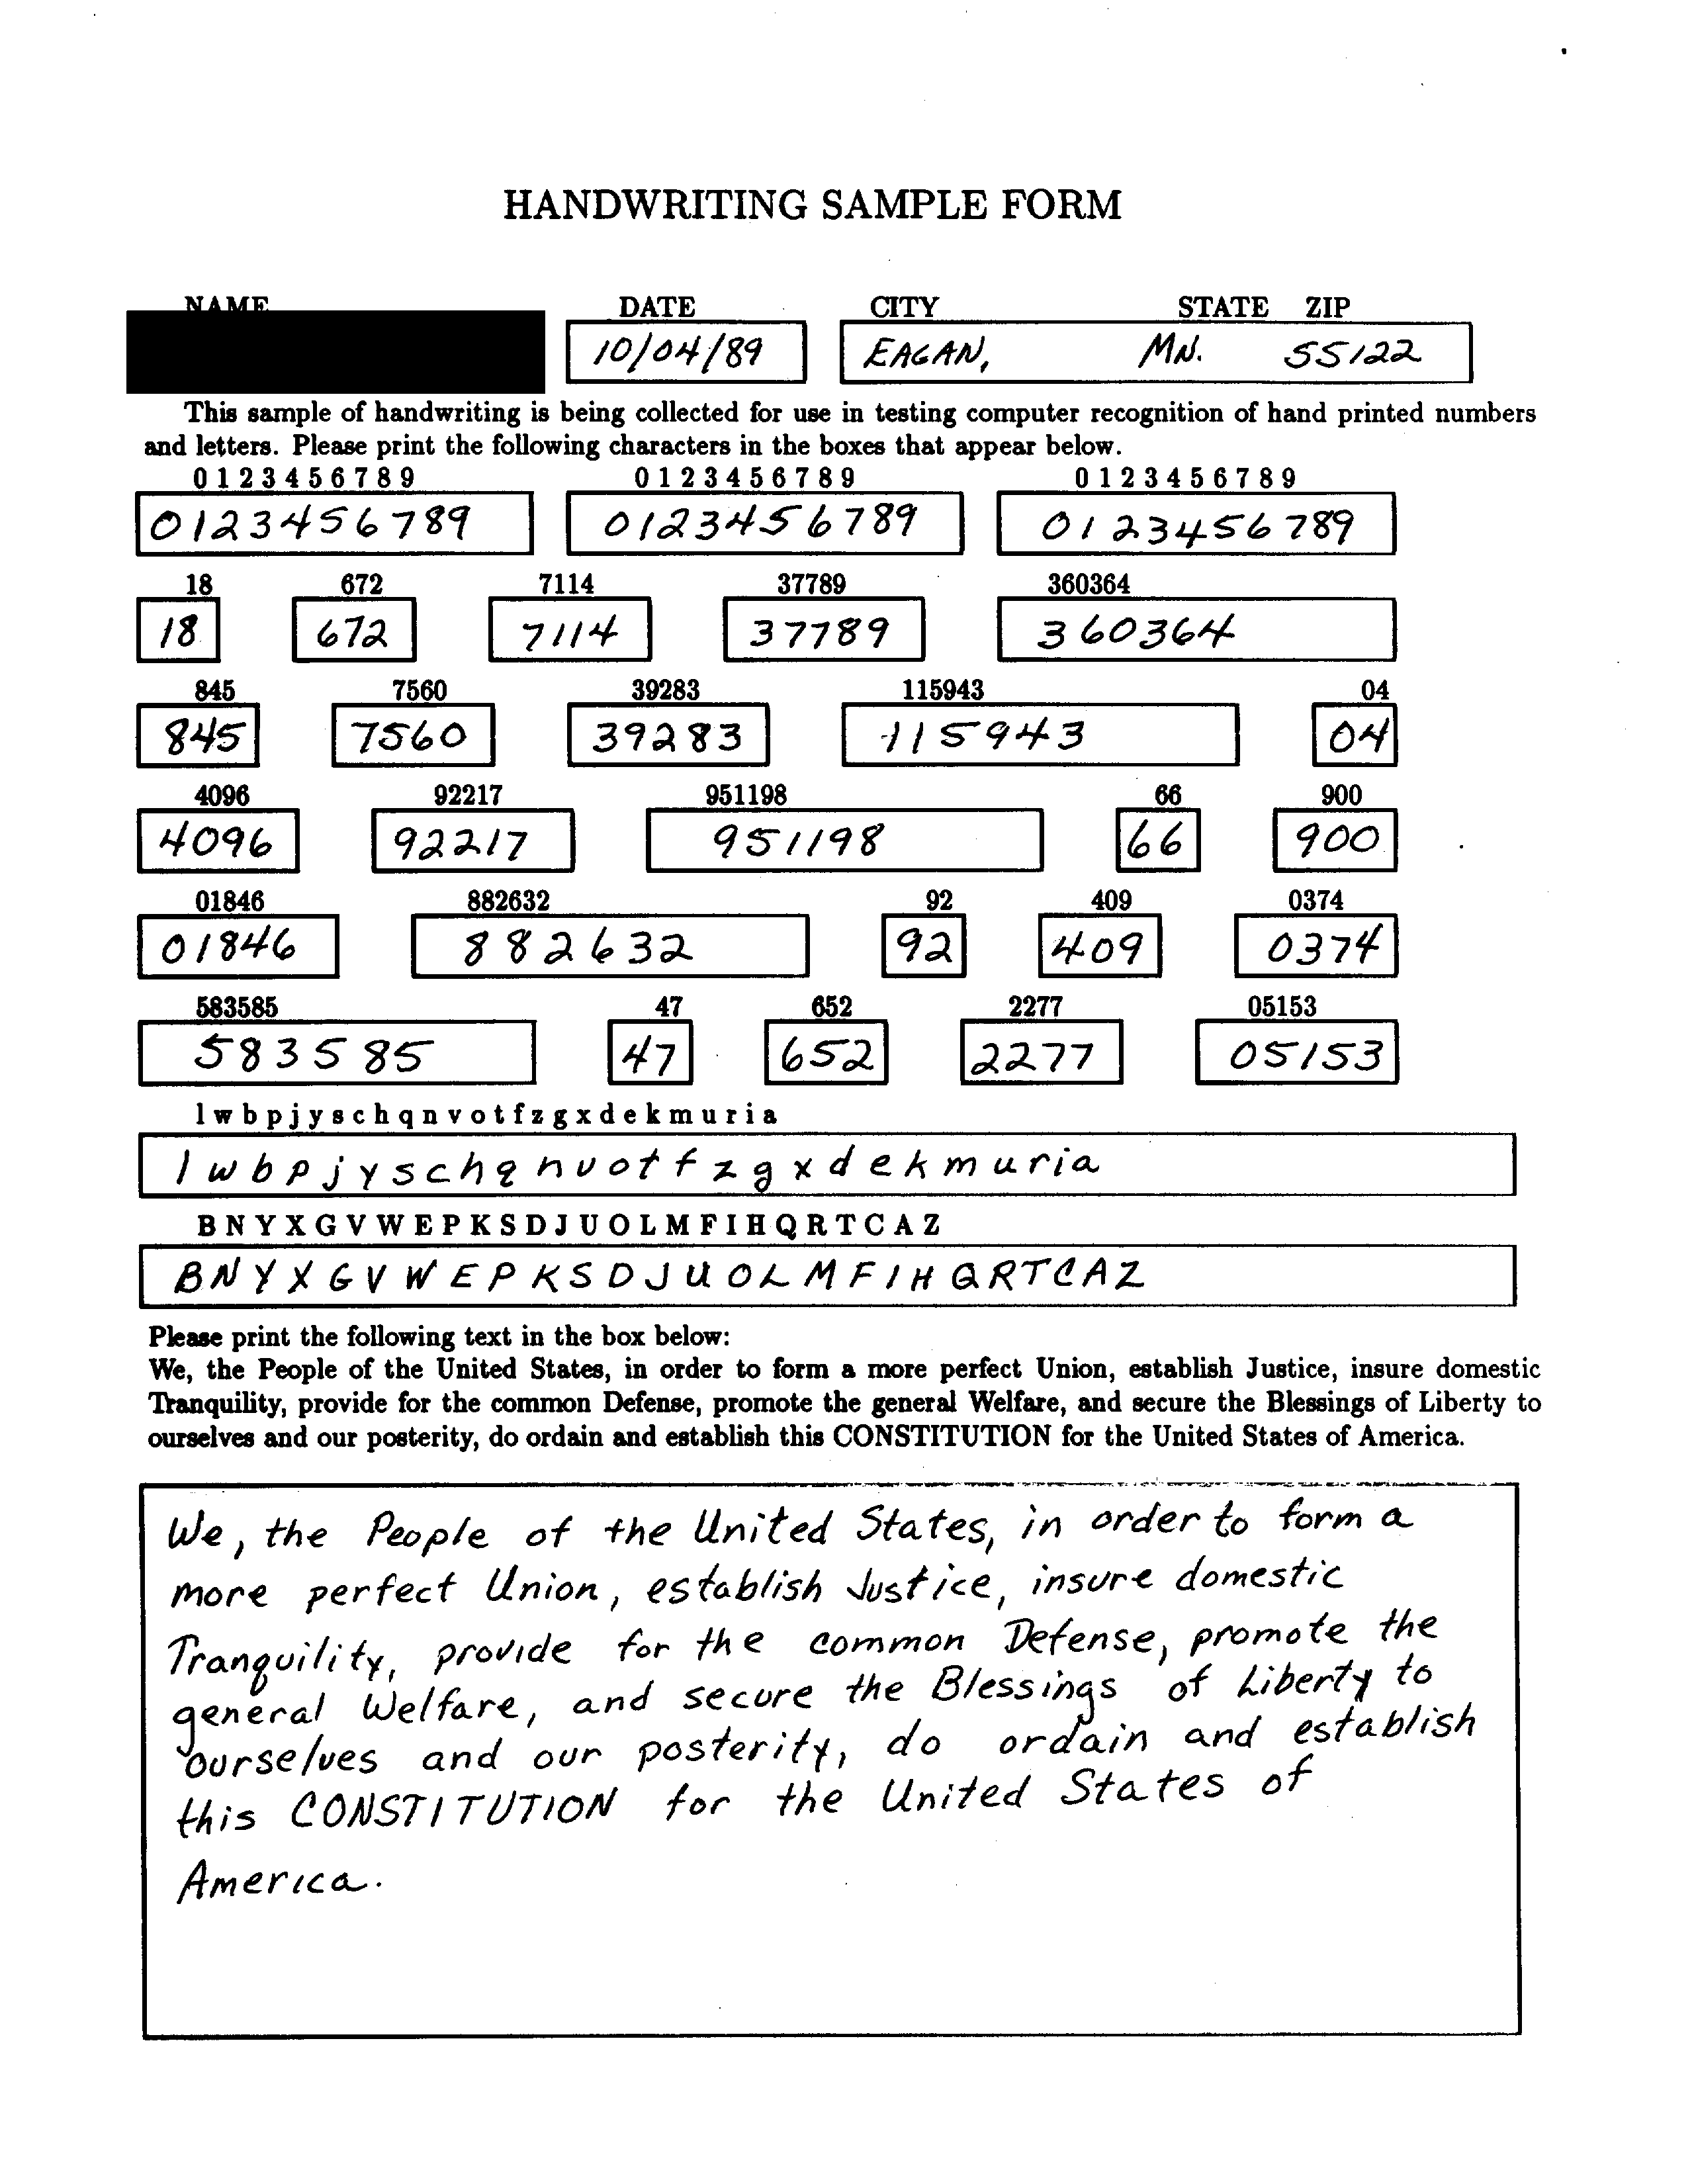 HANDWRITING SAMPLE FORM
NAME DATE CITY STATE ZIP
10/04/89 EAGAN, MN. 55122
This sample of handwriting is being collected for use in testing computer recognition of hand printed numbers
and letters. Please print the following characters in the boxes that appear below.
0 1 2 3 4 5 6 7 8 9 0 1 2 3 4 5 6 7 8 9 0 1 2 3 4 5 6 7 8 9
0123456789 0123456789 0123456789
18 672 7114 37789 360364
18 672 7114 37789 360364
845 7560 39283 115943 04
845 7560 39283 115943 04
4096 92217 951198 66 900
4096 92217 951198 66 900
01846 882632 92 409 0374
01846 882632 92 409 0374
583585 47 652 2277 05153
583585 47 652 2277 05153
l w b p j y s c h q n v o t f z g x d e k m u r i a
l w b p j y s c h q n v o t f z g x d e k m u r i a
B N Y X G V W E P K S D J U O L M F I H Q R T C A Z
B N Y X G V W E P K S D J U O L M F I H Q R T C A Z
Please print the following text in the box below:
We, the People of the United States, in order to form a more perfect Union, establish Justice, insure domestic
Tranquility, provide for the common Defense, promote the general Welfare, and secure the Blessings of Liberty to
ourselves and our posterity, do ordain and establish this CONSTITUTION for the United States of America.
We, the People of the United States, in order to form a
more perfect Union, establish Justice, insure domestic
Tranquility, provide for the common Defense, promote the
general Welfare, and secure the Blessings of Liberty to
ourselves and our posterity, do ordain and establish
this CONSTITUTION for the United States of
America.